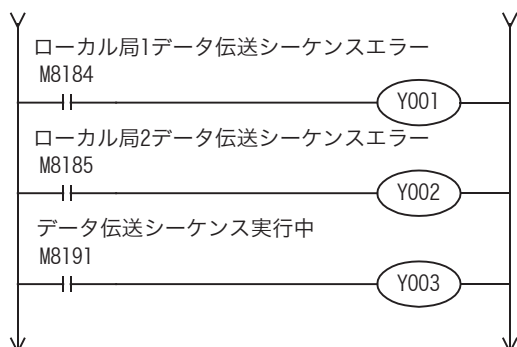 ローカル局1データ伝送シーケンスエラー
M8184
Y001
ローカル局2データ伝送シーケンスエラー
M8185
Y002
データ伝送シーケンス実行中
M8191
Y003